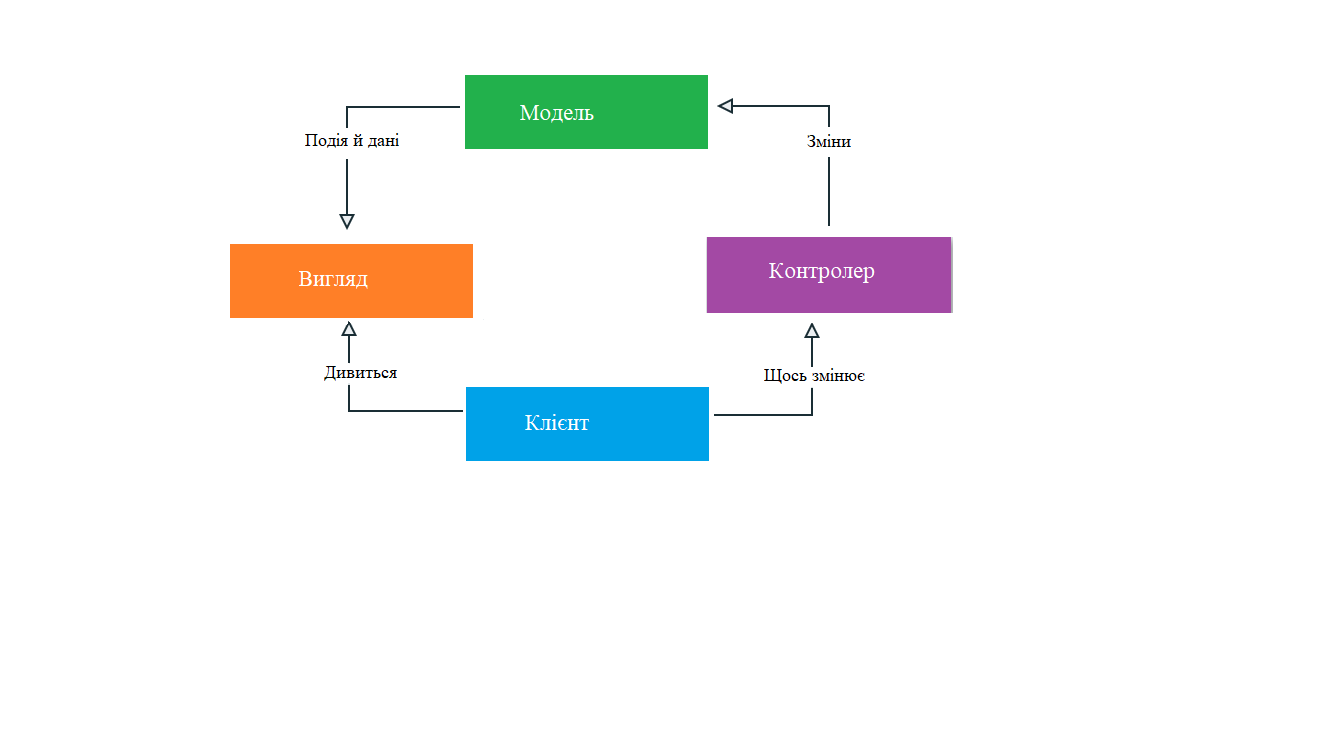 Модель
Подія й дані
Зміни
Вигляд
Контролер
Дивиться
Щось змінює
Клієнт